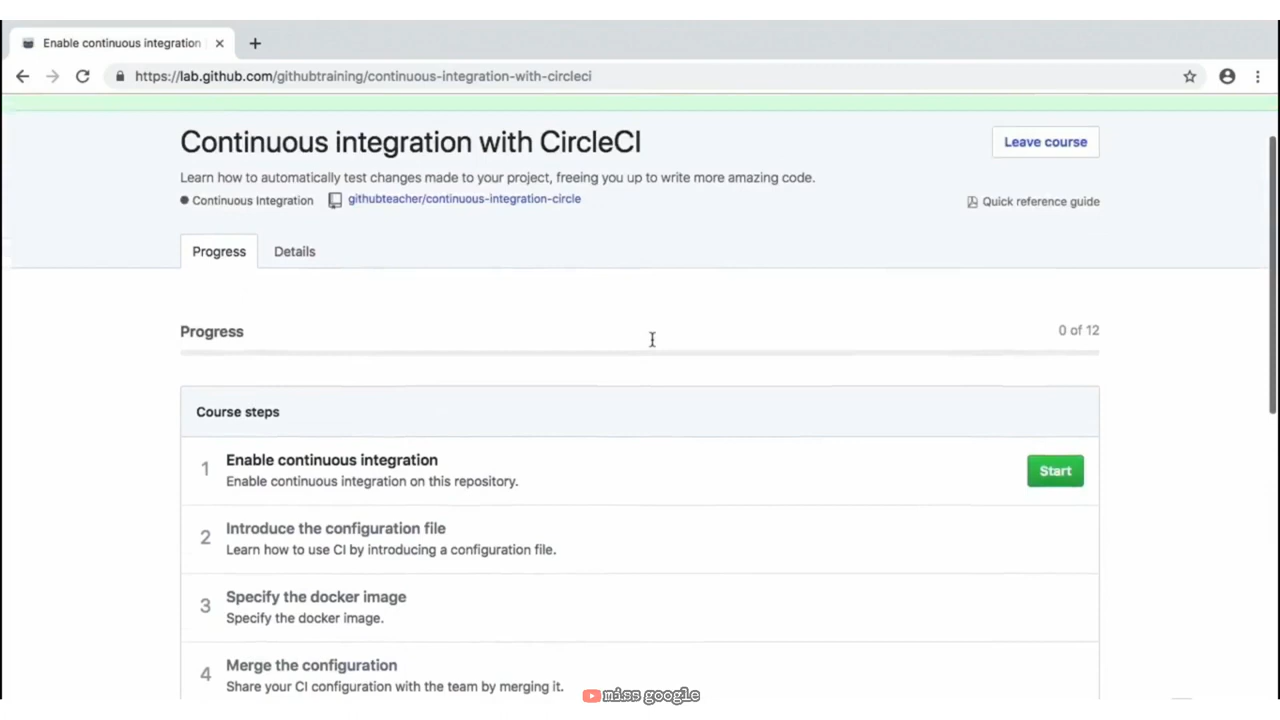 Enable continuous integration
https://lab.github.com/githubtraining/continuous-integration-with-circleci
Continuous integration with CircleCI
Leave course
Learn how to automatically test changes made to your project, freeing you up to write more amazing code.
Continuous Integration githubteacher/continuous-integration-circle
Quick reference guide
Progress Details
Progress 0 of 12
Course steps
1 Enable continuous integration
Enable continuous integration on this repository.
Start
2 Introduce the configuration file
Learn how to use CI by introducing a configuration file.
3 Specify the docker image
Specify the docker image.
4 Merge the configuration
Share your CI configuration with the team by merging it.
miss google